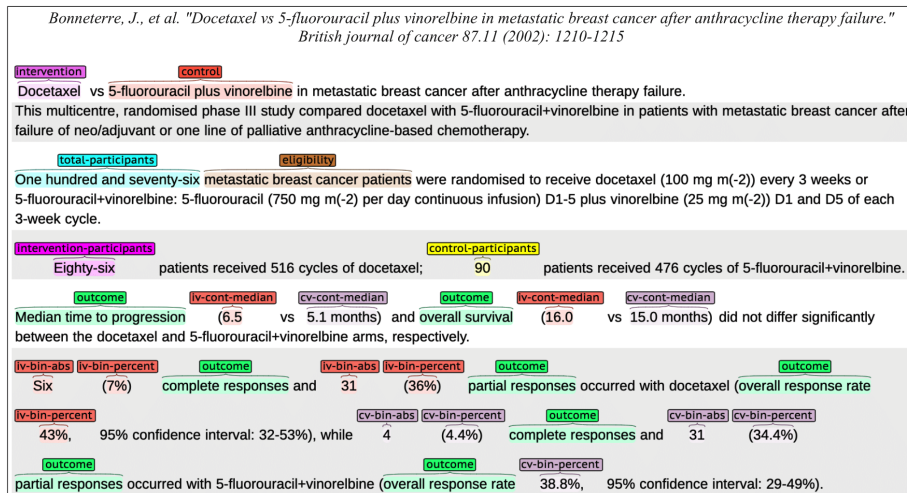 Bonneterre, J., et al. "Docetaxel vs 5-fluorouracil plus vinorelbine in metastatic breast cancer after anthracycline therapy failure."
British journal of cancer 87.11 (2002): 1210-1215
intervention control
Docetaxel vs 5-fluorouracil plus vinorelbine in metastatic breast cancer after anthracycline therapy failure.
This multicentre, randomised phase III study compared docetaxel with 5-fluorouracil+vinorelbine in patients with metastatic breast cancer after
failure of neo/adjuvant or one line of palliative anthracycline-based chemotherapy.
total-participants eligibility
One hundred and seventy-six metastatic breast cancer patients were randomised to receive docetaxel (100 mg m(-2)) every 3 weeks or
5-fluorouracil+vinorelbine: 5-fluorouracil (750 mg m(-2) per day continuous infusion) D1-5 plus vinorelbine (25 mg m(-2)) D1 and D5 of each
3-week cycle.
intervention-participants control-participants
Eighty-six patients received 516 cycles of docetaxel; 90 patients received 476 cycles of 5-fluorouracil+vinorelbine.
outcome iv-cont-median cv-cont-median outcome iv-cont-median cv-cont-median
Median time to progression (6.5 vs 5.1 months) and overall survival (16.0 vs 15.0 months) did not differ significantly
between the docetaxel and 5-fluorouracil+vinorelbine arms, respectively.
iv-bin-abs iv-bin-percent outcome iv-bin-abs iv-bin-percent outcome outcome
Six (7%) complete responses and 31 (36%) partial responses occurred with docetaxel (overall response rate
iv-bin-percent cv-bin-abs cv-bin-percent outcome cv-bin-abs cv-bin-percent
43%, 95% confidence interval: 32-53%), while 4 (4.4%) complete responses and 31 (34.4%)
outcome outcome cv-bin-percent
partial responses occurred with 5-fluorouracil+vinorelbine (overall response rate 38.8%, 95% confidence interval: 29-49%).